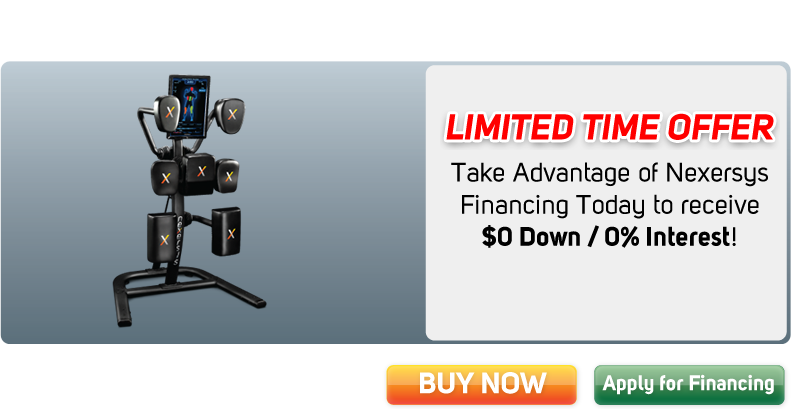 LIMITED TIME OFFER
Take Advantage of Nexersys
Financing Today to receive
$0 Down / 0% Interest!
X
X
X
X
X
X
X
NEXERSYS
BUY NOW
Apply for Financing